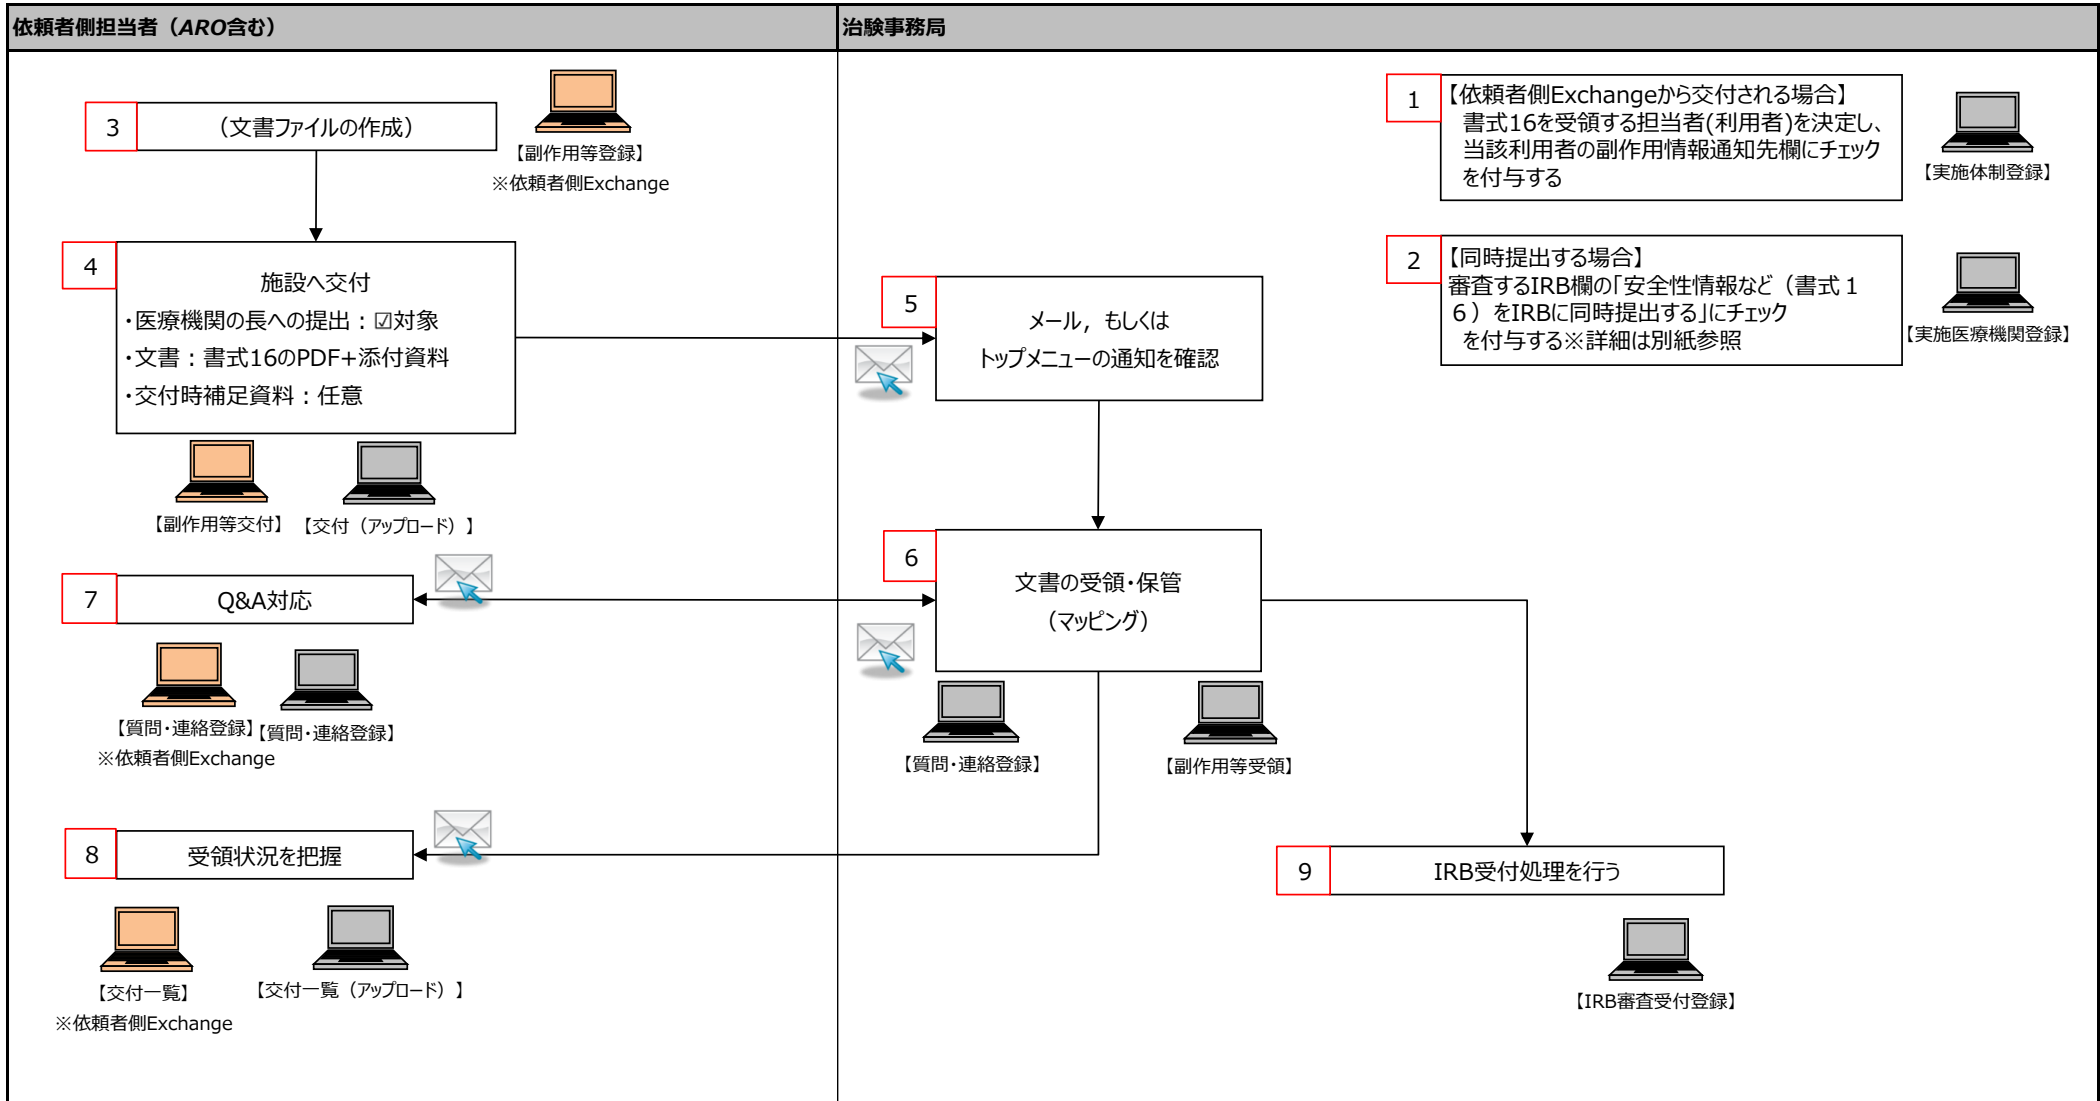 依頼者側担当者（ARO含む）
治験事務局
3
（文書ファイルの作成）
【副作用等登録】
※依頼者側Exchange
4
施設へ交付
・医療機関の長への提出：☑対象
・文書：書式16のPDF+添付資料
・交付時補足資料：任意
【副作用等交付】
【交付（アップロード）】
7
Q&A対応
【質問・連絡登録】
【質問・連絡登録】
※依頼者側Exchange
8
受領状況を把握
【交付一覧】
【交付一覧（アップロード）】
※依頼者側Exchange
1
【依頼者側Exchangeから交付される場合】
書式16を受領する担当者(利用者)を決定し、
当該利用者の副作用情報通知先欄にチェック
を付与する
【実施体制登録】
2
【同時提出する場合】
審査するIRB欄の「安全性情報など（書式１
６）をIRBに同時提出する」にチェック
を付与する※詳細は別紙参照
【実施医療機関登録】
5
メール，もしくは
トップメニューの通知を確認
6
文書の受領・保管
（マッピング）
【質問・連絡登録】
【副作用等受領】
9
IRB受付処理を行う
【IRB審査受付登録】